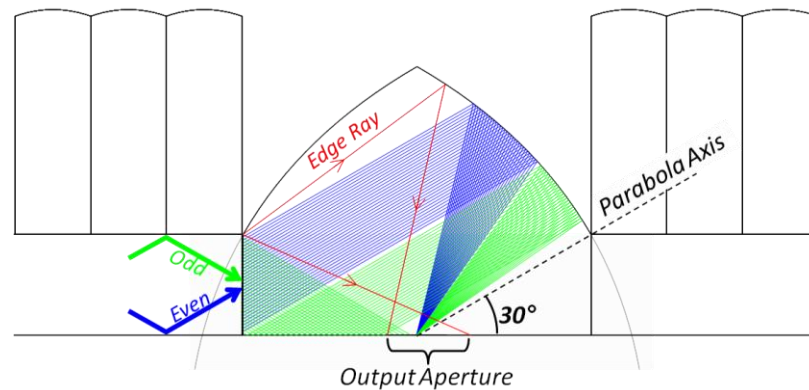 Edge Ray
Parabola Axis
Odd
Even
30°
Output Aperture